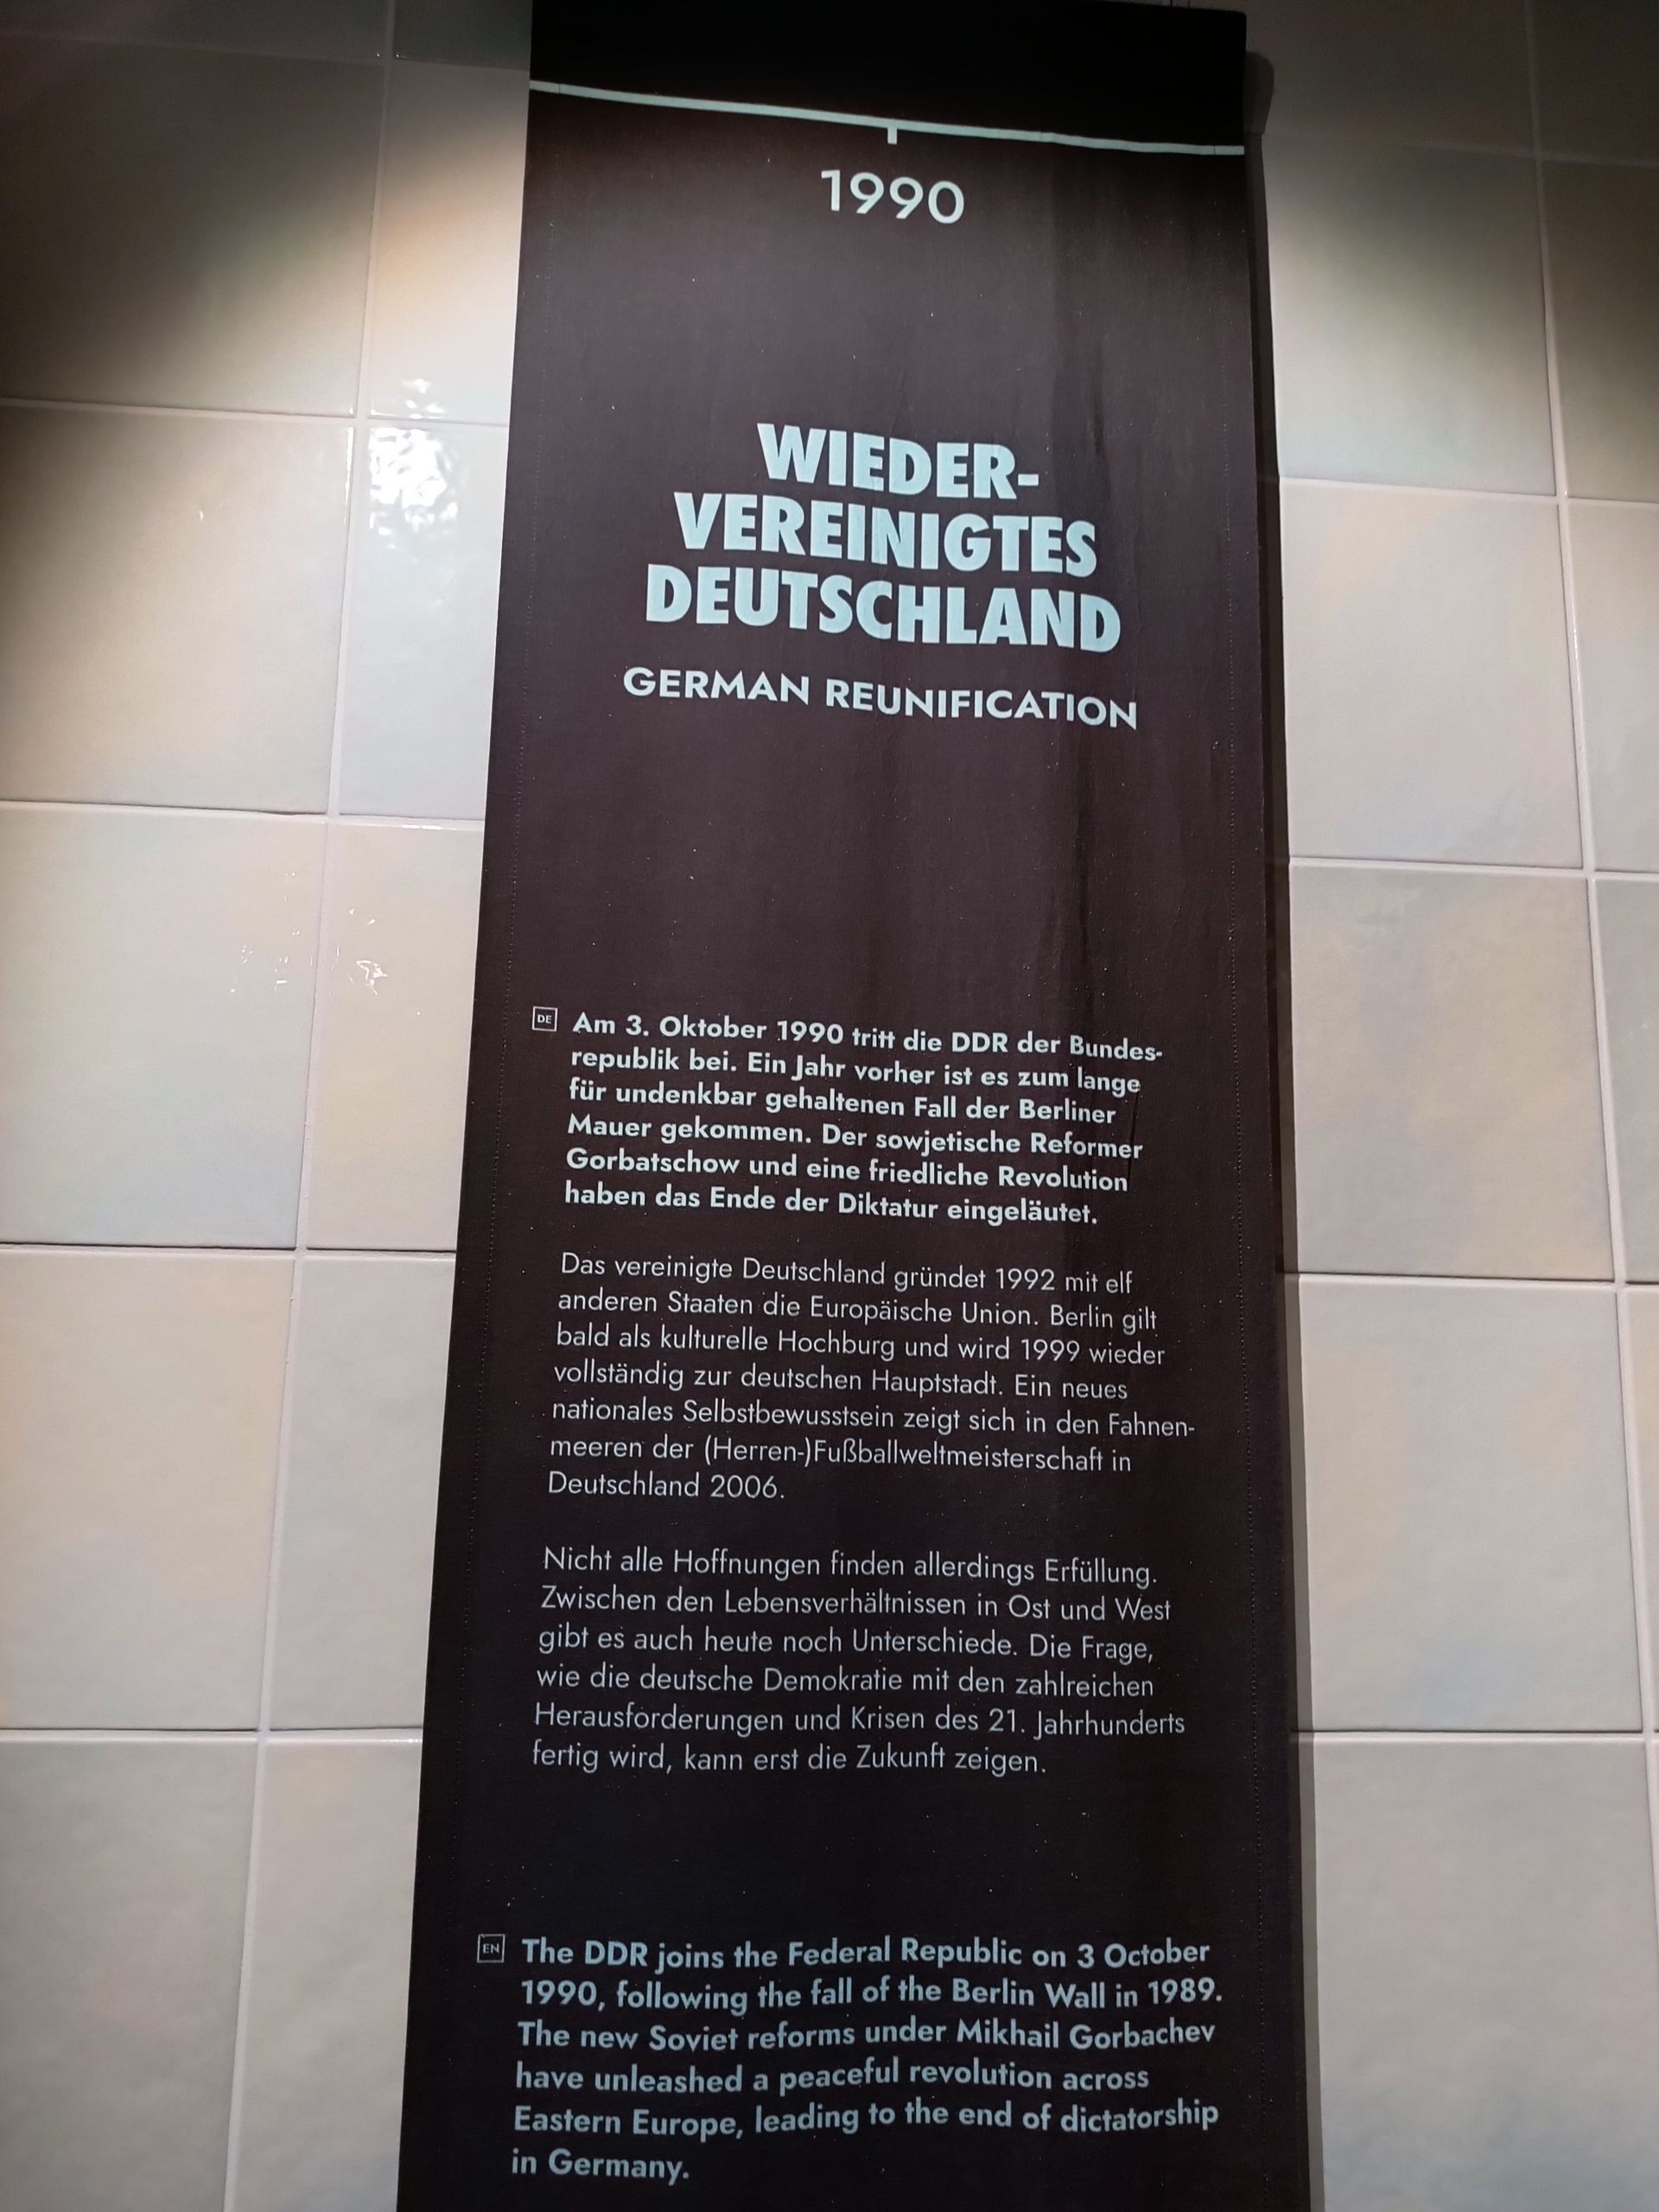 1990
WIEDER-
VEREINIGTES
DEUTSCHLAND
GERMAN REUNIFICATION
DE Am 3. Oktober 1990 tritt die DDR der Bundes-
republik bei. Ein Jahr vorher ist es zum lange
für undenkbar gehaltenen Fall der Berliner
Mauer gekommen. Der sowjetische Reformer
Gorbatschow und eine friedliche Revolution
haben das Ende der Diktatur eingeläutet.
Das vereinigte Deutschland gründet 1992 mit elf
anderen Staaten die Europäische Union. Berlin gilt
bald als kulturelle Hochburg und wird 1999 wieder
vollständig zur deutschen Hauptstadt. Ein neues
nationales Selbstbewusstsein zeigt sich in den Fahnen-
meeren der (Herren-)Fußballweltmeisterschaft in
Deutschland 2006.
Nicht alle Hoffnungen finden allerdings Erfüllung.
Zwischen den Lebensverhältnissen in Ost und West
gibt es auch heute noch Unterschiede. Die Frage,
wie die deutsche Demokratie mit den zahlreichen
Herausforderungen und Krisen des 21. Jahrhunderts
fertig wird, kann erst die Zukunft zeigen.
EN The DDR joins the Federal Republic on 3 October
1990, following the fall of the Berlin Wall in 1989.
The new Soviet reforms under Mikhail Gorbachev
have unleashed a peaceful revolution across
Eastern Europe, leading to the end of dictatorship
in Germany.